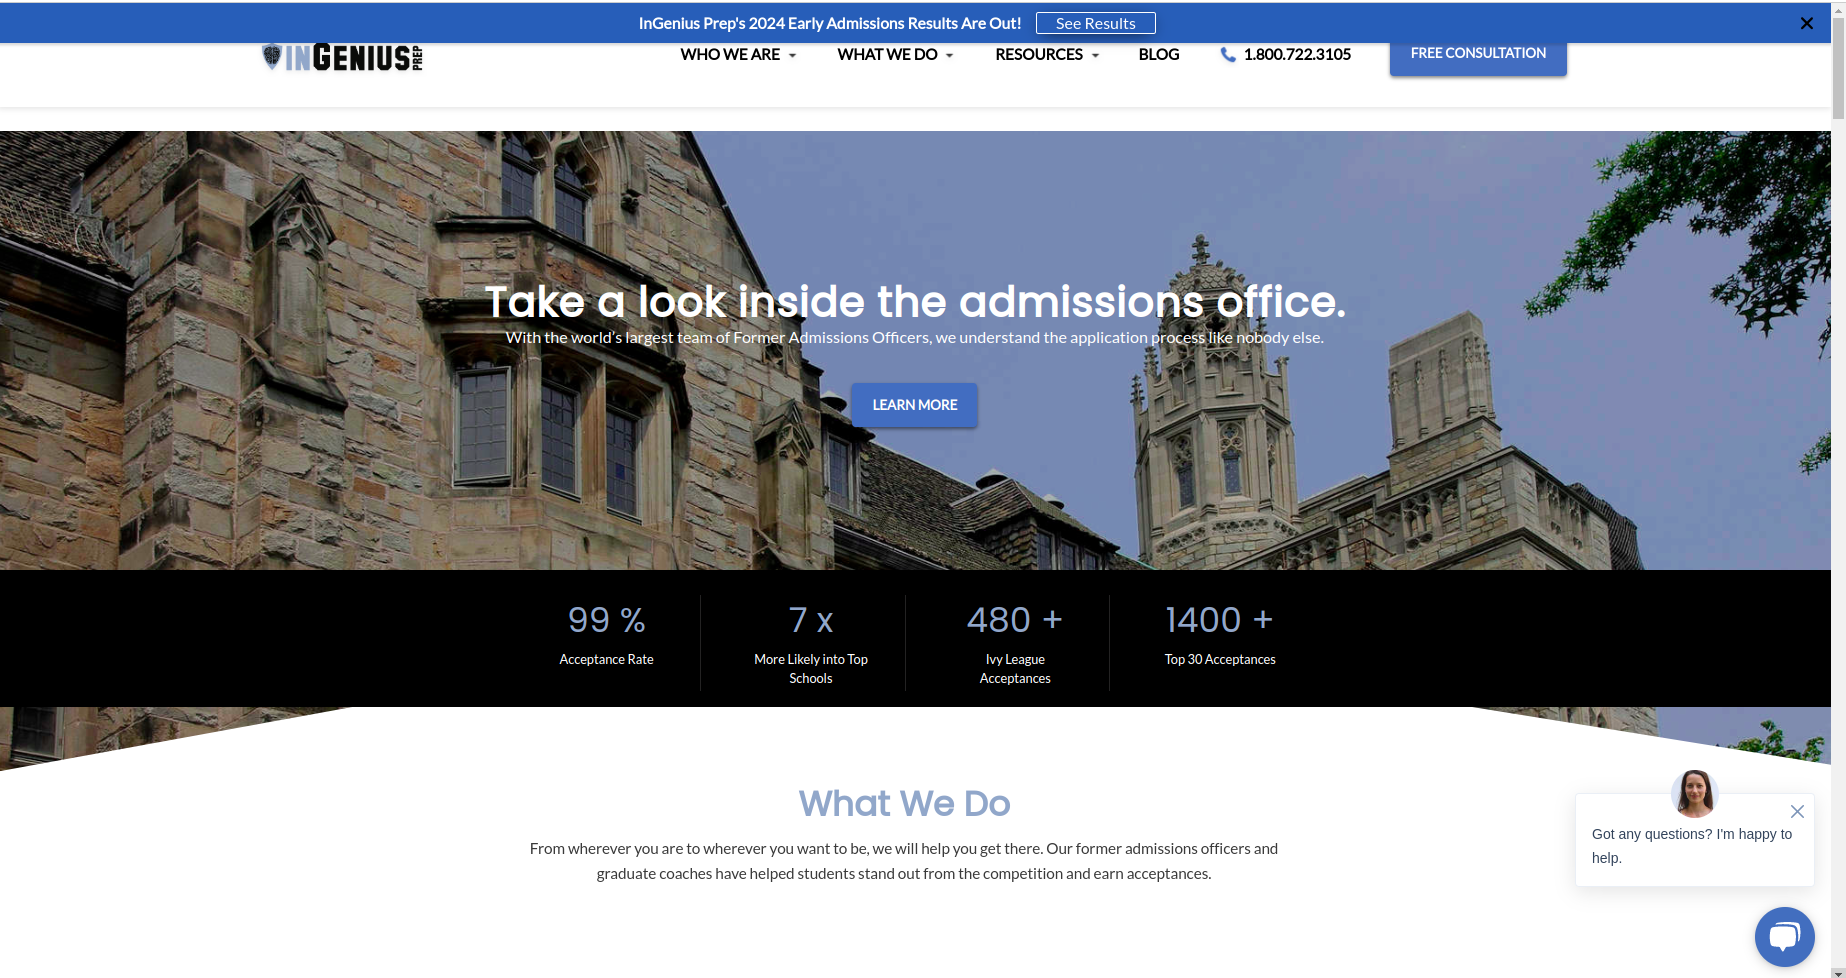 InGenius Prep's 2024 Early Admissions Results Are Out! See Results
INGENIUS PREP
WHO WE ARE WHAT WE DO RESOURCES BLOG 1.800.722.3105 FREE CONSULTATION
Take a look inside the admissions office.
With the world's largest team of Former Admissions Officers, we understand the application process like nobody else.
LEARN MORE
99 % 7 x 480 + 1400 +
Acceptance Rate More Likely into Top Ivy League Top 30 Acceptances
Schools Acceptances
What We Do
From wherever you are to wherever you want to be, we will help you get there. Our former admissions officers and
graduate coaches have helped students stand out from the competition and earn acceptances.
Got any questions? I'm happy to
help.